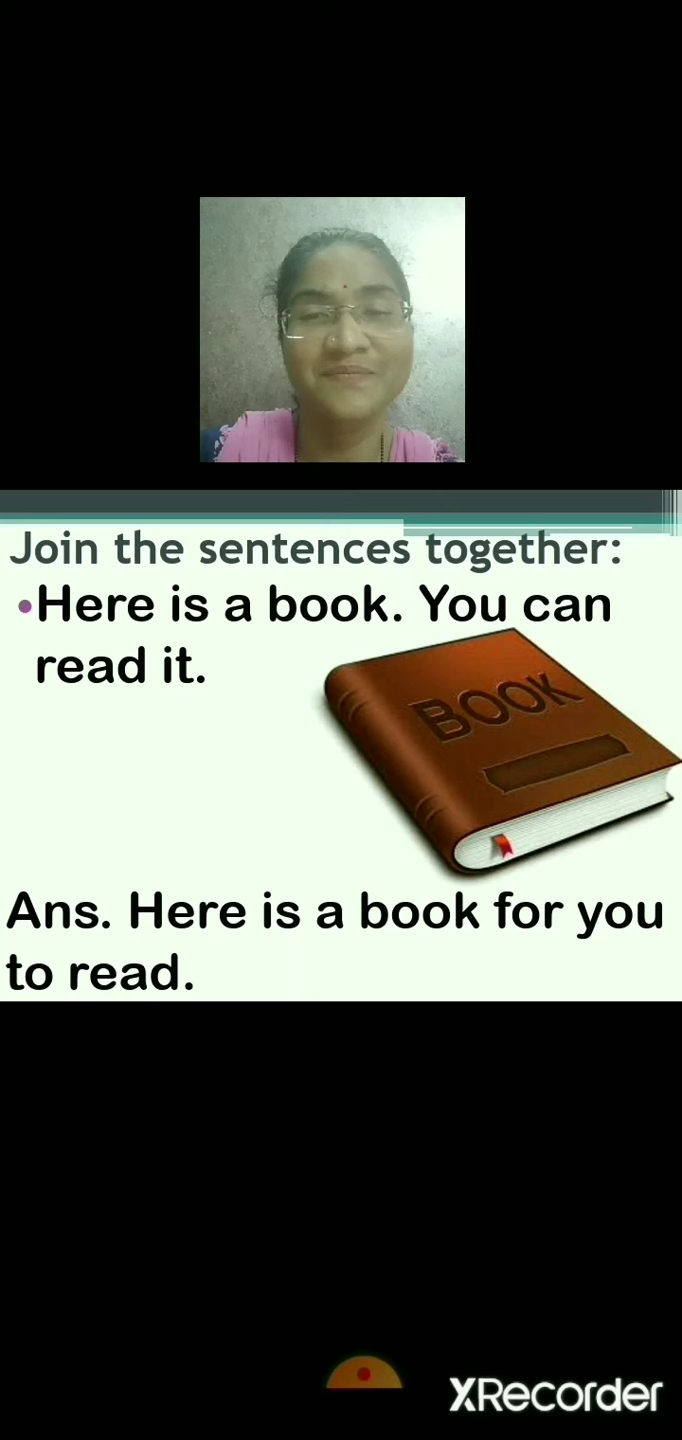 Join the sentences together:
•Here is a book. You can
read it.
BOOK
Ans. Here is a book for you
to read.
XRecorder